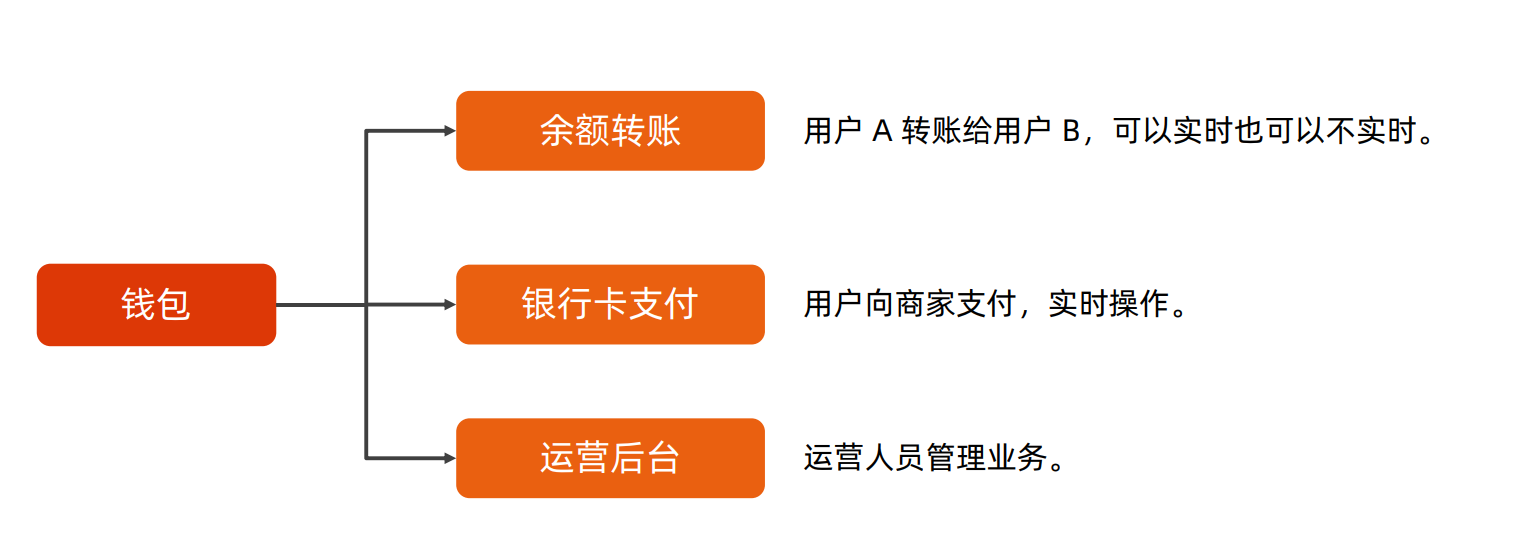 余额转账
用户 A 转账给用户 B，可以实时也可以不实时。
钱包
银行卡支付
用户向商家支付，实时操作。
运营后台
运营人员管理业务。